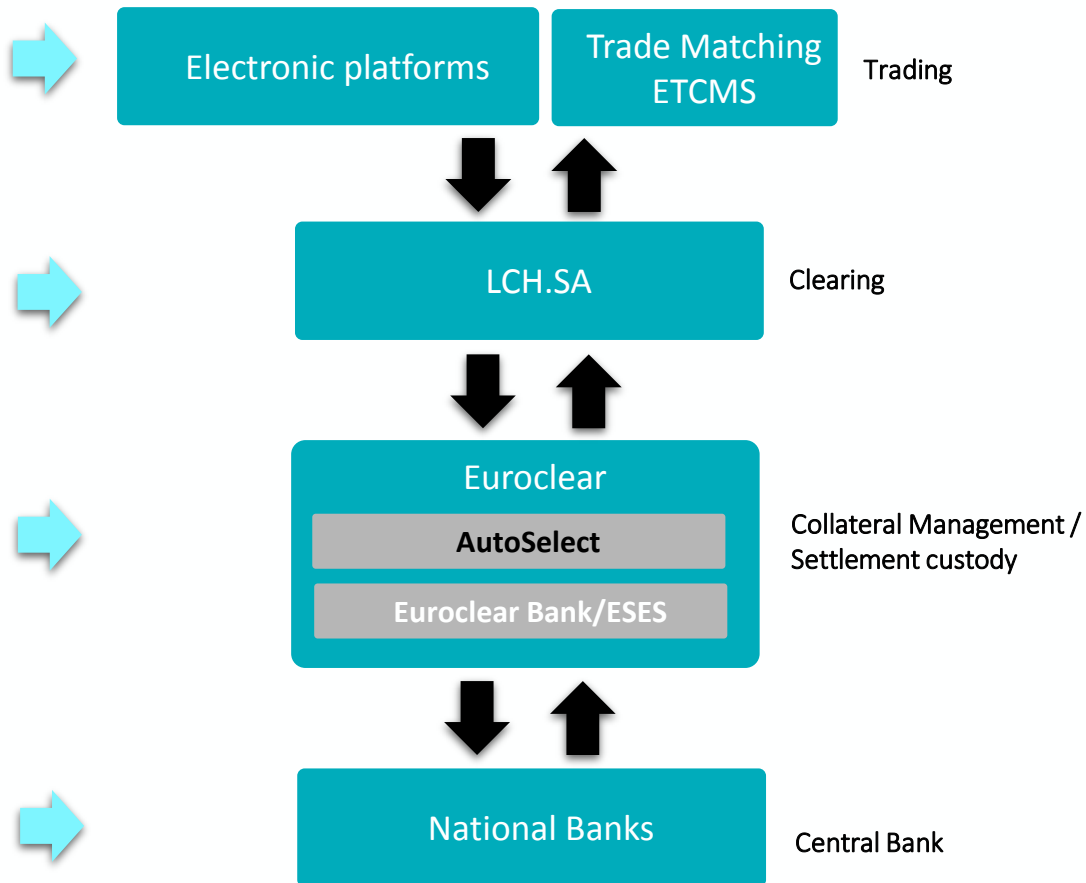 Electronic platforms
Trade Matching
ETCMS
Trading
LCH.SA
Clearing
Euroclear
AutoSelect
Euroclear Bank/ESES
Collateral Management /
Settlement custody
National Banks
Central Bank